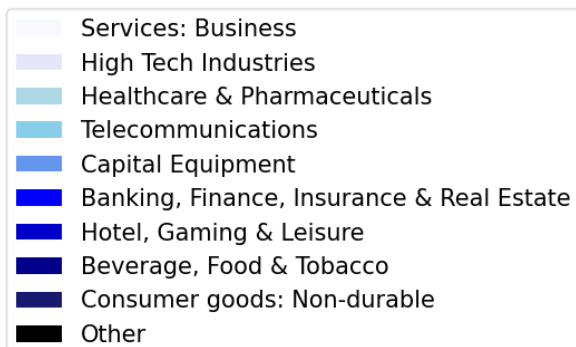 Services: Business
High Tech Industries
Healthcare & Pharmaceuticals
Telecommunications
Capital Equipment
Banking, Finance, Insurance & Real Estate
Hotel, Gaming & Leisure
Beverage, Food & Tobacco
Consumer goods: Non-durable
Other